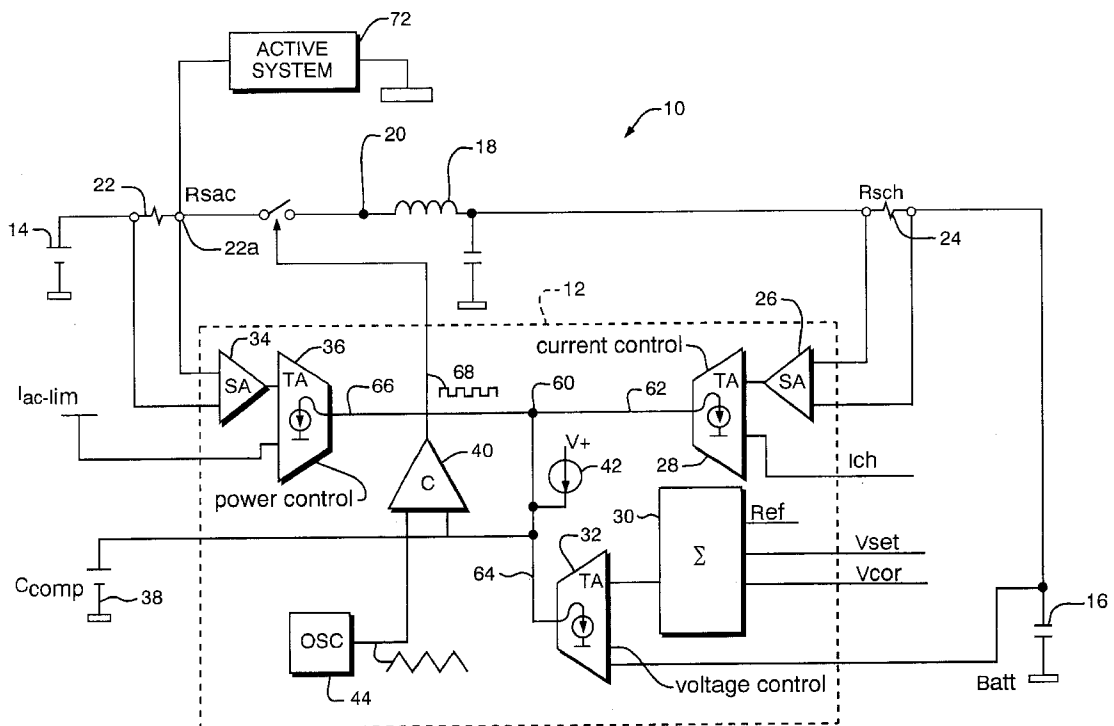 72
ACTIVE
SYSTEM
10
20
18
22
Rsac
Rsch
14
22a
24
12
26
34
36
current control
68
60
62
TA
SA
SA
TA
66
Iac-lim
V+
40
42
28
Ich
C
power control
30
Ref
32
Σ
Vset
64
TA
Vcor
Ccomp
38
16
OSC
44
voltage control
Batt